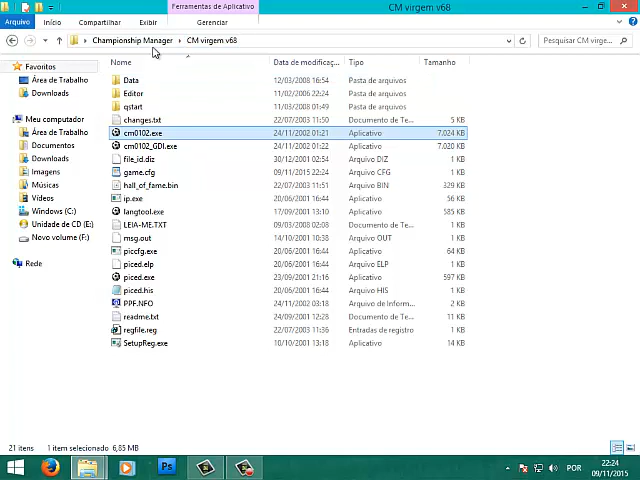 Ferramentas de Aplicativo
CM virgem v68
Arquivo Início Compartilhar Exibir Gerenciar
Championship Manager CM virgem v68 Pesquisar CM virge...
Nome Data de modificaç... Tipo Tamanho
Favoritos
Área de Trabalho
Downloads
Meu computador
Área de Trabalho
Documentos
Downloads
Imagens
Músicas
Vídeos
Windows (C:)
Unidade de CD (E:)
Novo volume (F:)
Rede
Data 12/03/2008 16:54 Pasta de arquivos
Editor 11/02/2006 22:24 Pasta de arquivos
qstart 11/03/2008 01:49 Pasta de arquivos
changes.txt 22/07/2003 11:50 Documento de Te... 5 KB
cm0102.exe 24/11/2002 01:21 Aplicativo 7.024 KB
cm0102_GDI.exe 24/11/2002 01:22 Aplicativo 7.020 KB
file_id.diz 30/12/2001 02:54 Arquivo DIZ 1 KB
game.cfg 09/11/2015 22:24 Arquivo CFG 1 KB
hall_of_fame.bin 22/07/2003 11:51 Arquivo BIN 329 KB
ip.exe 20/06/2001 16:44 Aplicativo 56 KB
langtool.exe 17/09/2001 13:10 Aplicativo 585 KB
LEIA-ME.TXT 09/03/2008 02:08 Documento de Te... 1 KB
msg.out 14/10/2001 10:38 Arquivo OUT 1 KB
piccfg.exe 20/06/2001 16:44 Aplicativo 64 KB
piced.elp 20/06/2001 16:44 Arquivo ELP 1 KB
piced.exe 23/09/2001 21:16 Aplicativo 597 KB
piced.his 20/06/2001 16:44 Arquivo HIS 1 KB
PPF.NFO 24/11/2002 03:18 Arquivo de Inform... 2 KB
readme.txt 24/09/2001 12:28 Documento de Te... 11 KB
regfile.reg 22/07/2003 11:36 Entradas de registro 1 KB
SetupReg.exe 10/10/2001 13:18 Aplicativo 14 KB
21 itens 1 item selecionado 6,85 MB
POR
22:24
09/11/2015